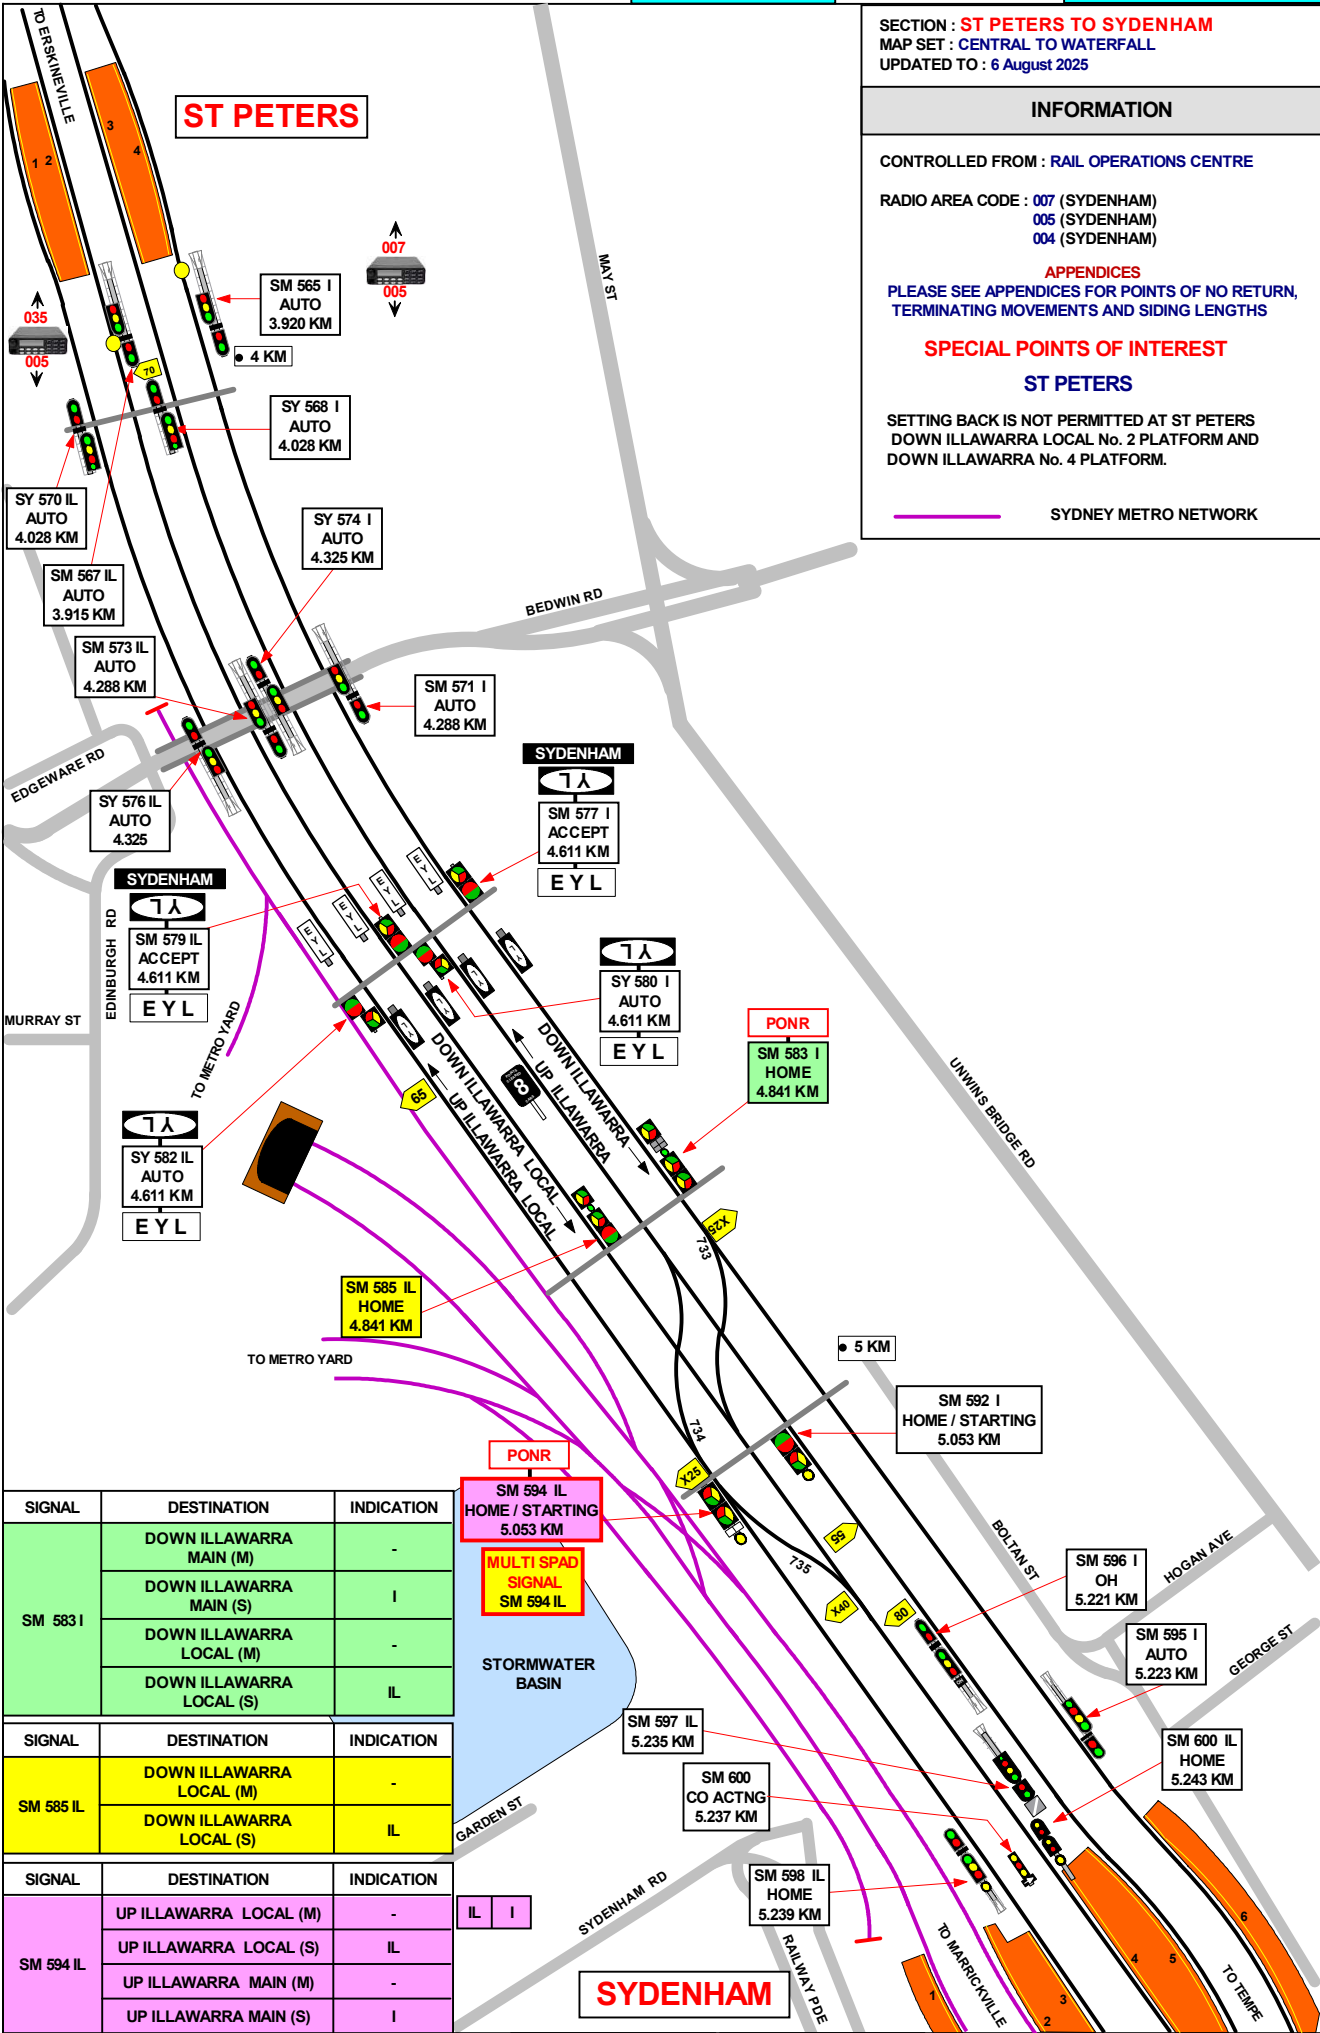 SECTION : ST PETERS TO SYDENHAM
MAP SET : CENTRAL TO WATERFALL
UPDATED TO : 6 August 2025
INFORMATION
CONTROLLED FROM : RAIL OPERATIONS CENTRE
RADIO AREA CODE : 007 (SYDENHAM)
005 (SYDENHAM)
004 (SYDENHAM)
APPENDICES
PLEASE SEE APPENDICES FOR POINTS OF NO RETURN,
TERMINATING MOVEMENTS AND SIDING LENGTHS
SPECIAL POINTS OF INTEREST
ST PETERS
SETTING BACK IS NOT PERMITTED AT ST PETERS
DOWN ILLAWARRA LOCAL No. 2 PLATFORM AND
DOWN ILLAWARRA No. 4 PLATFORM.
SYDNEY METRO NETWORK
TO ERSKINEVILLE
ST PETERS
1 2
3
4
007
005
035
005
SM 565 I
AUTO
3.920 KM
4 KM
70
SY 568 I
AUTO
4.028 KM
SY 570 IL
AUTO
4.028 KM
SM 567 IL
AUTO
3.915 KM
SY 574 I
AUTO
4.325 KM
SM 573 IL
AUTO
4.288 KM
SM 571 I
AUTO
4.288 KM
SY 576 IL
AUTO
4.325
MAY ST
BEDWIN RD
EDGEWARE RD
EDINBURGH RD
MURRAY ST
UNWINS BRIDGE RD
SYDENHAM
YL
SM 577 I
ACCEPT
4.611 KM
E Y L
SYDENHAM
YL
SM 579 IL
ACCEPT
4.611 KM
E Y L
EYL
EYL
EYL
EYL
YL
SY 580 I
AUTO
4.611 KM
E Y L
YL
SY 582 IL
AUTO
4.611 KM
E Y L
YL
YL
YL
YL
TO METRO YARD
65
8
DOWN ILLAWARRA
UP ILLAWARRA
DOWN ILLAWARRA LOCAL
UP ILLAWARRA LOCAL
PONR
SM 583 I
HOME
4.841 KM
X25
733
SM 585 IL
HOME
4.841 KM
TO METRO YARD
5 KM
SM 592 I
HOME / STARTING
5.053 KM
734
X25
PONR
SM 594 IL
HOME / STARTING
5.053 KM
MULTI SPAD
SIGNAL
SM 594 IL
55
735
X40
80
STORMWATER
BASIN
BOLTAN ST
HOGAN AVE
GEORGE ST
SM 596 I
OH
5.221 KM
SM 595 I
AUTO
5.223 KM
SM 597 IL
5.235 KM
SM 600 IL
HOME
5.243 KM
SM 600
CO ACTNG
5.237 KM
SM 598 IL
HOME
5.239 KM
GARDEN ST
SYDENHAM RD
RAILWAY PDE
TO MARRICKVILLE
TO TEMPE
SYDENHAM
1
2
3
4
5
6
SIGNAL DESTINATION INDICATION
SM 583 I
DOWN ILLAWARRA
MAIN (M) -
DOWN ILLAWARRA
MAIN (S) I
DOWN ILLAWARRA
LOCAL (M) -
DOWN ILLAWARRA
LOCAL (S) IL
SIGNAL DESTINATION INDICATION
SM 585 IL
DOWN ILLAWARRA
LOCAL (M) -
DOWN ILLAWARRA
LOCAL (S) IL
SIGNAL DESTINATION INDICATION
SM 594 IL
UP ILLAWARRA LOCAL (M) -
UP ILLAWARRA LOCAL (S) IL
UP ILLAWARRA MAIN (M) -
UP ILLAWARRA MAIN (S) I
IL I